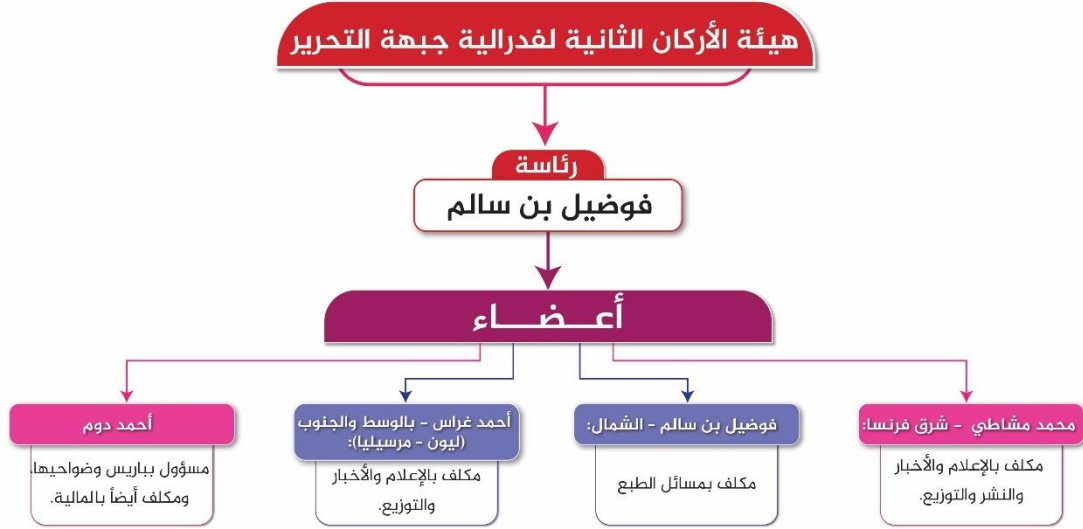 هيئة الأركان الثانية لفدرالية جبهة التحرير
رئاسة
فوضيل بن سالم
أعـــضـــاء
محمد مشاطي - شرق فرنسا:
مكلف بالإعلام والأخبار
والنشر والتوزيع.
فوضيل بن سالم - الشمال:
مكلف بمسائل الطبع
أحمد غراس - بالوسط والجنوب
(ليون - مرسيليا):
مكلف بالإعلام والأخبار
والتوزيع.
أحمد دوم
مسؤول بباريس وضواحيها،
ومكلف أيضاً بالمالية.